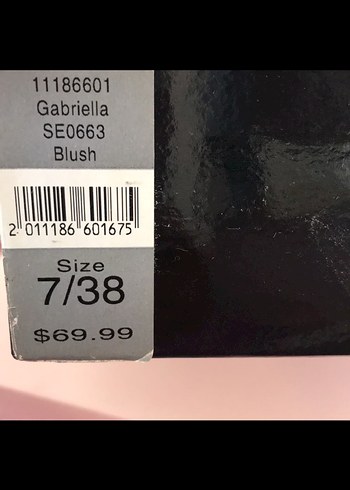 11186601
Gabriella
SE0663
Blush
2 011186 601675
Size
7/38
$69.99